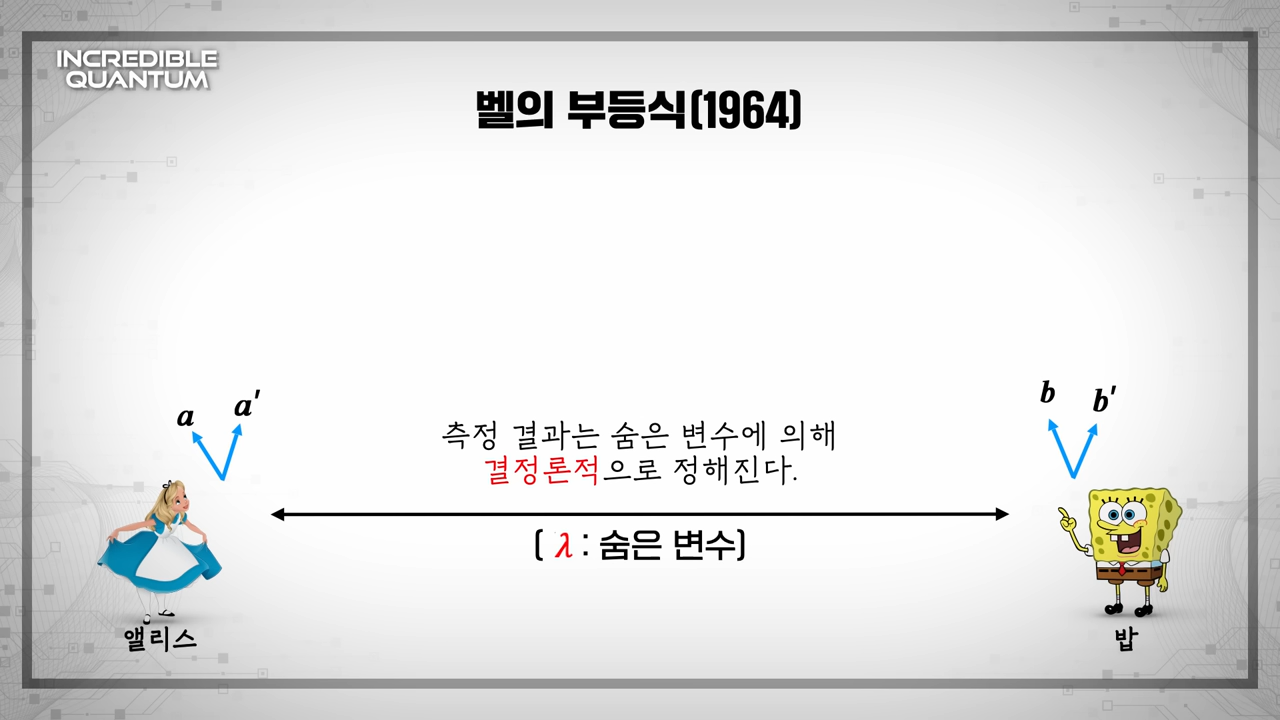 INCREDIBLE
QUANTUM
벨의 부등식(1964)
a
a'
b
b'
측정 결과는 숨은 변수에 의해
결정론적으로 정해진다.
( λ : 숨은 변수)
앨리스
밥